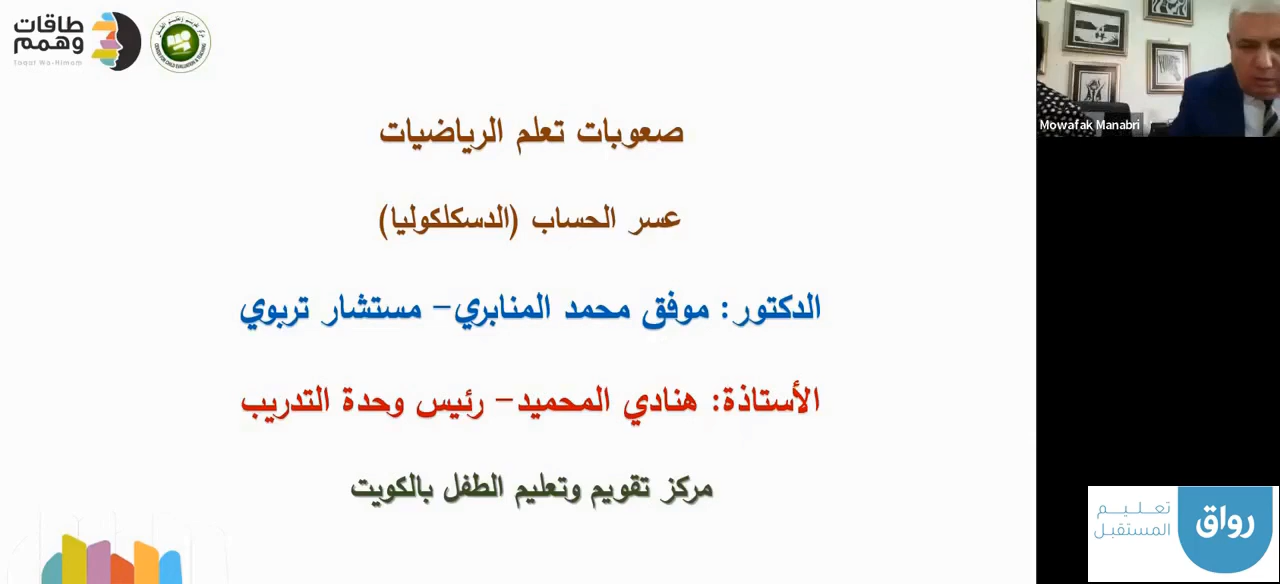 طاقات
وهمم
Taqat Wa-Himam
صعوبات تعلم الرياضيات
عسر الحساب (الدسكلكوليا)
الدكتور: موفق محمد المنابري- مستشار تربوي
الأستاذة: هنادي المحميد- رئيس وحدة التدريب
مركز تقويم وتعليم الطفل بالكويت
Mowafak Manabri
رواق
تعليم
المستقبل